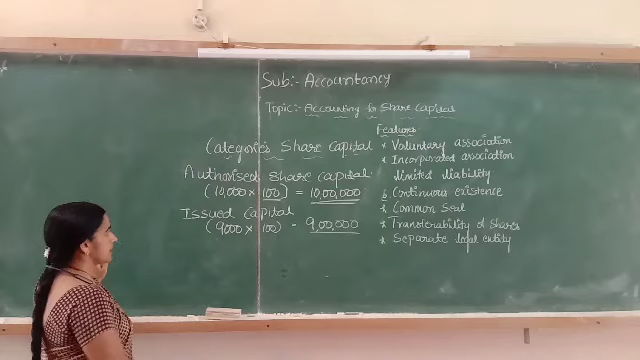 Sub:- Accountancy
Topic:- Accounting for Share Capital
Categories Share Capital
Authorised Share capital.
(10,000 × 100) = 10,00,000
Issued Capital
(9000 × 100) - 9,00,000
Features
* Voluntary association
* Incorporated association
limited liability
* Continuous existence
* Common Seal
* Transferability of Shares
* Separate legal entity